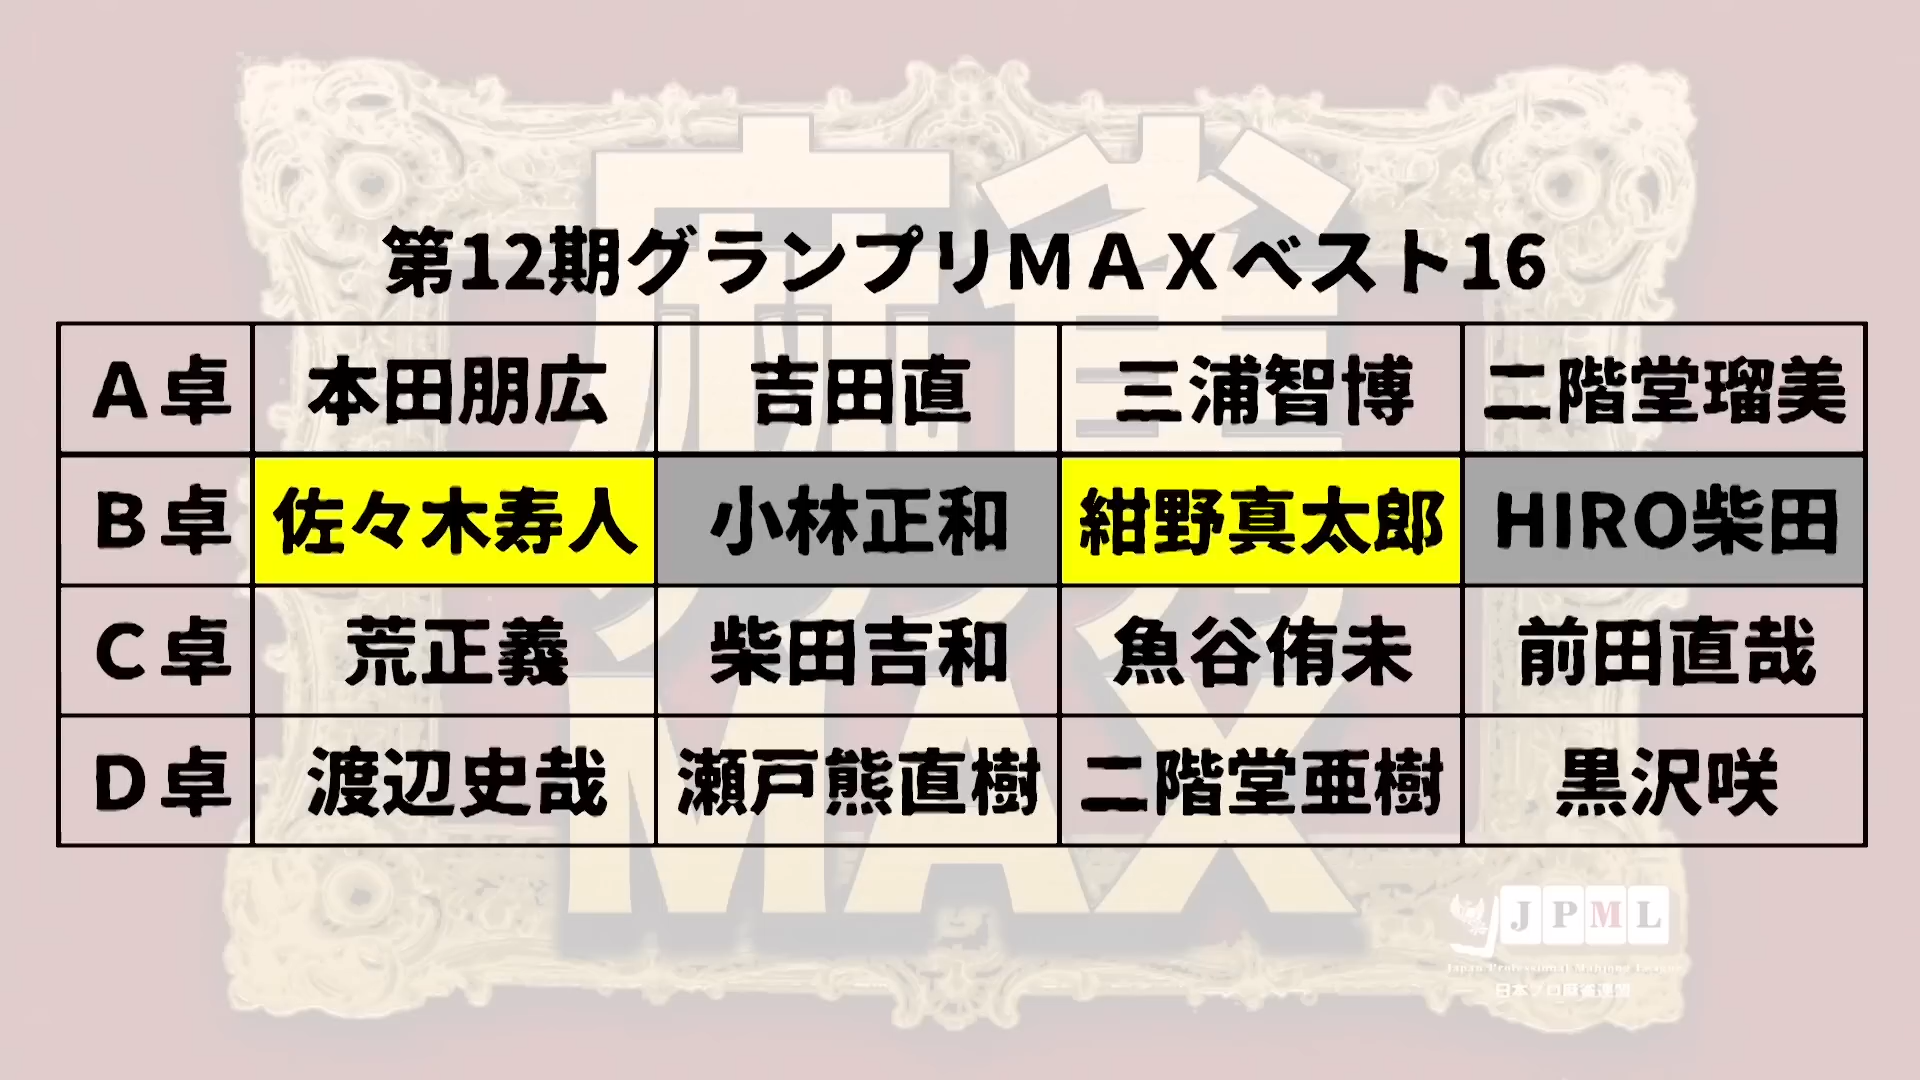 第12期グランプリMAXベスト16
A卓 本田朋広 吉田直 三浦智博 二階堂瑠美
B卓 佐々木寿人 小林正和 紺野真太郎 HIRO柴田
C卓 荒正義 柴田吉和 魚谷侑未 前田直哉
D卓 渡辺史哉 瀬戸熊直樹 二階堂亜樹 黒沢咲
MAX
JPML
Japan Professional Mahjong League
日本プロ麻雀連盟